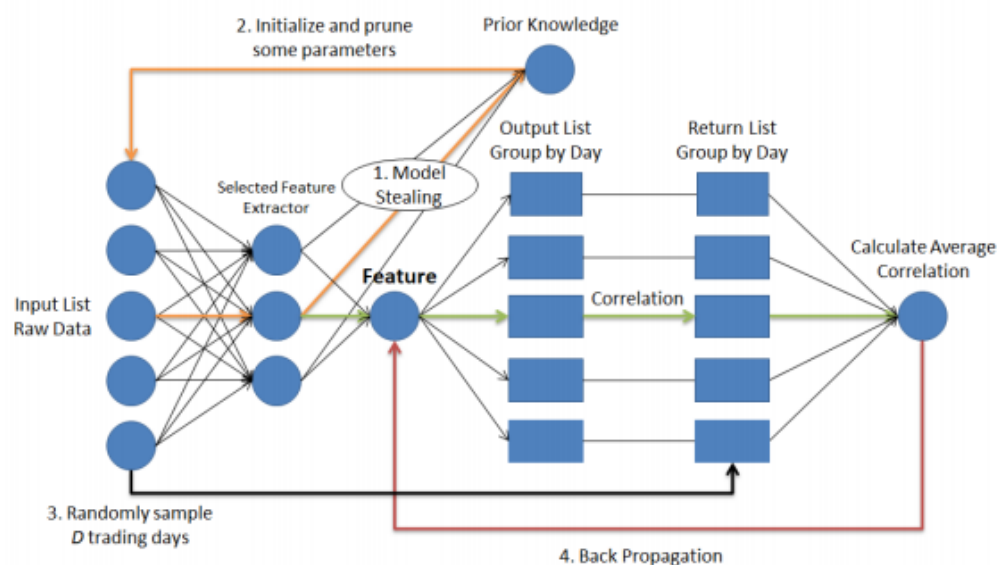 2. Initialize and prune
some parameters
Prior Knowledge
Output List
Group by Day
Return List
Group by Day
1. Model
Stealing
Selected Feature
Extractor
Feature
Calculate Average
Correlation
Input List
Raw Data
Correlation
3. Randomly sample
D trading days
4. Back Propagation